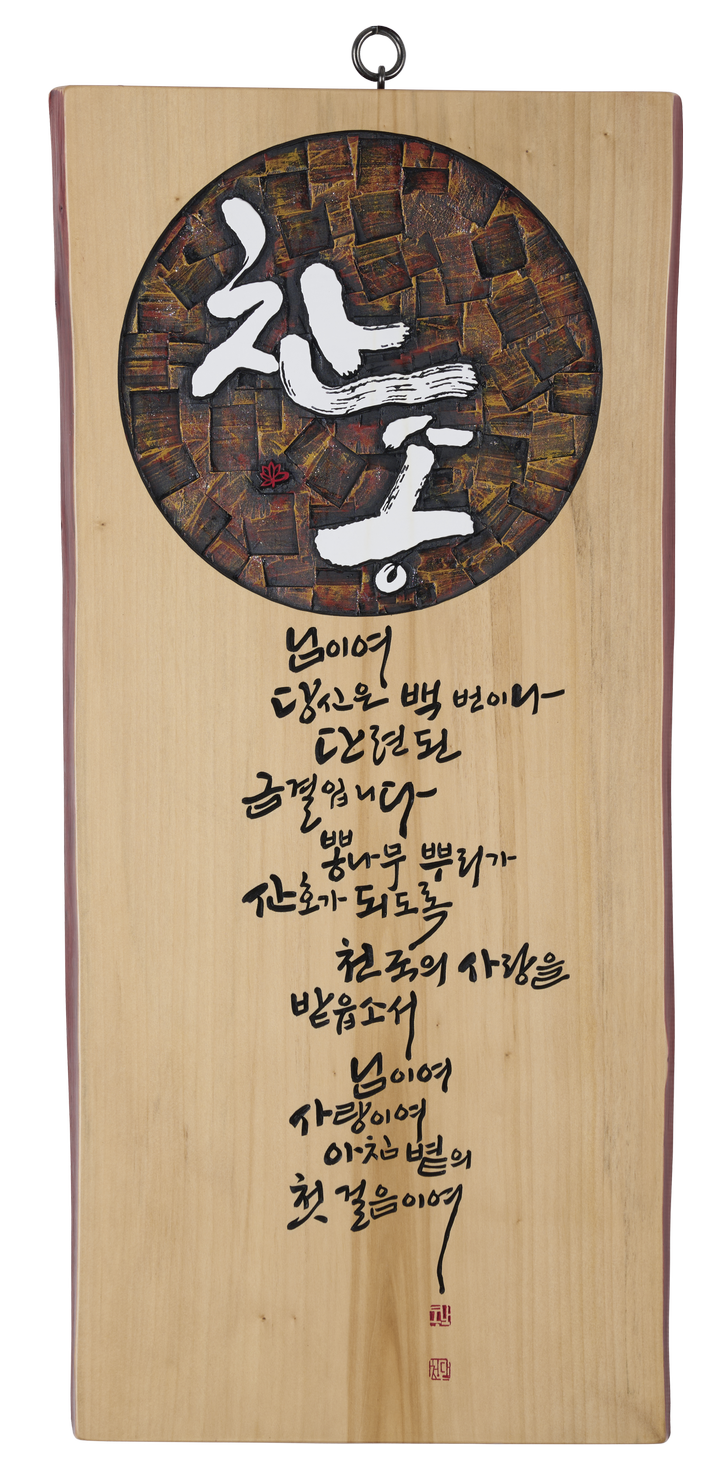 찬송
님이여
당신은 백 번이나
단련된
금결입니다
뽕나무 뿌리가
산호가 되도록
천국의 사랑을
받읍소서
님이여
사랑이여
아침 볕의
첫 걸음이여